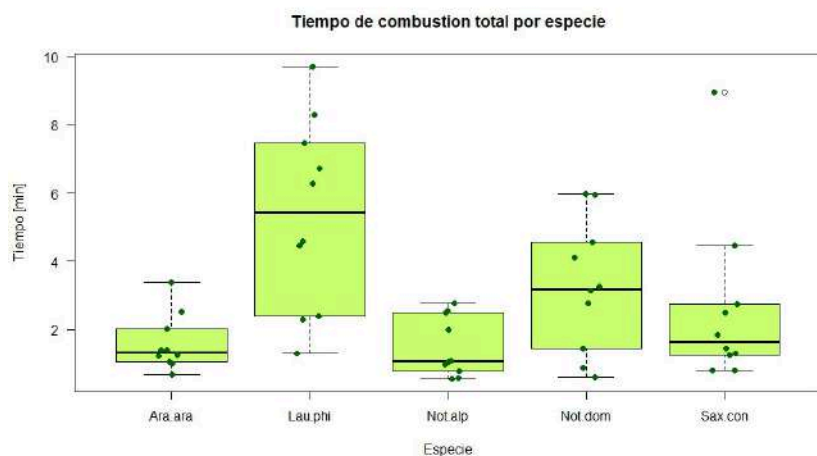 Tiempo de combustion total por especie
Tiempo [min]
10
8
6
4
2
Ara.ara
Lau.phi
Not.alp
Not.dom
Sax.con
Especie